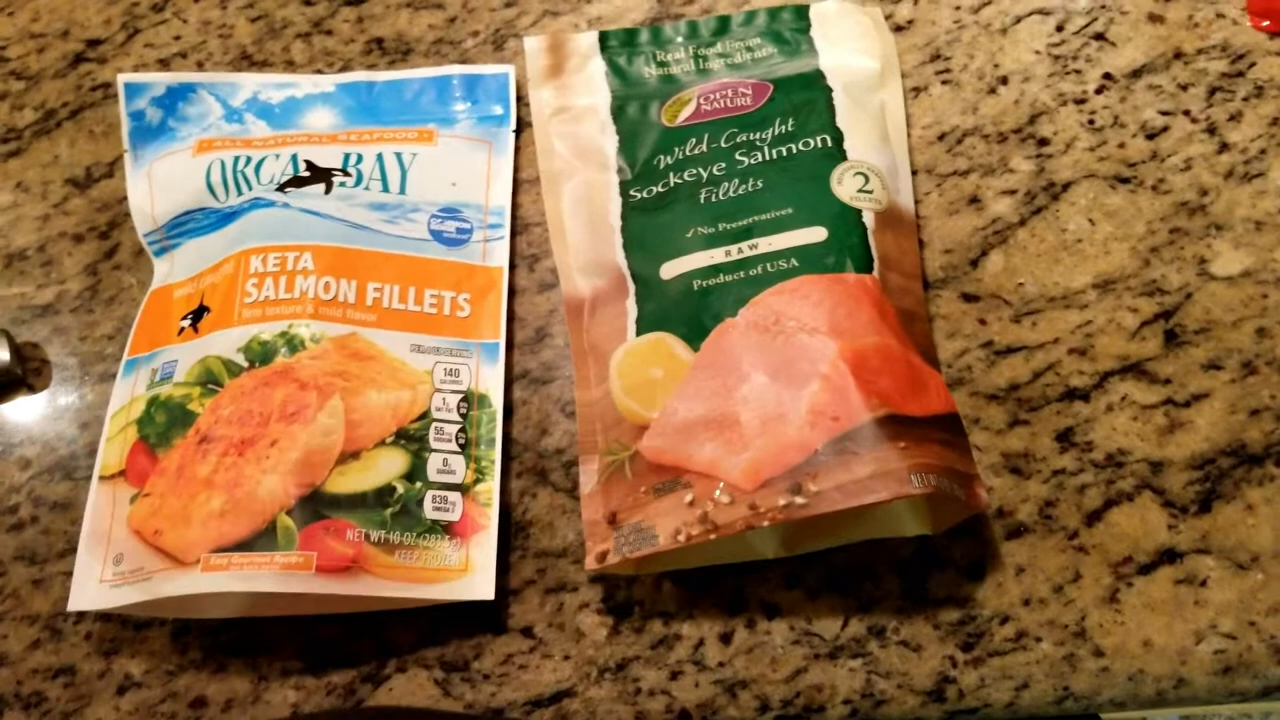 ALL NATURAL SEAFOOD
ORCA BAY
KETA
SALMON FILLETS
firm texture & mild flavor
PER 4 OZ SERVING
140
CALORIES
1g
SAT FAT
55mg
SODIUM
0g
SUGARS
839mg
OMEGA 3
NET WT 10 OZ (283.5g)
KEEP FROZEN
Easy Gourmet Recipe
Real Food From
Natural Ingredients.
OPEN
NATURE
Wild-Caught
Sockeye Salmon
Fillets
2
FILLETS
✓ No Preservatives
· RAW ·
Product of USA
NET